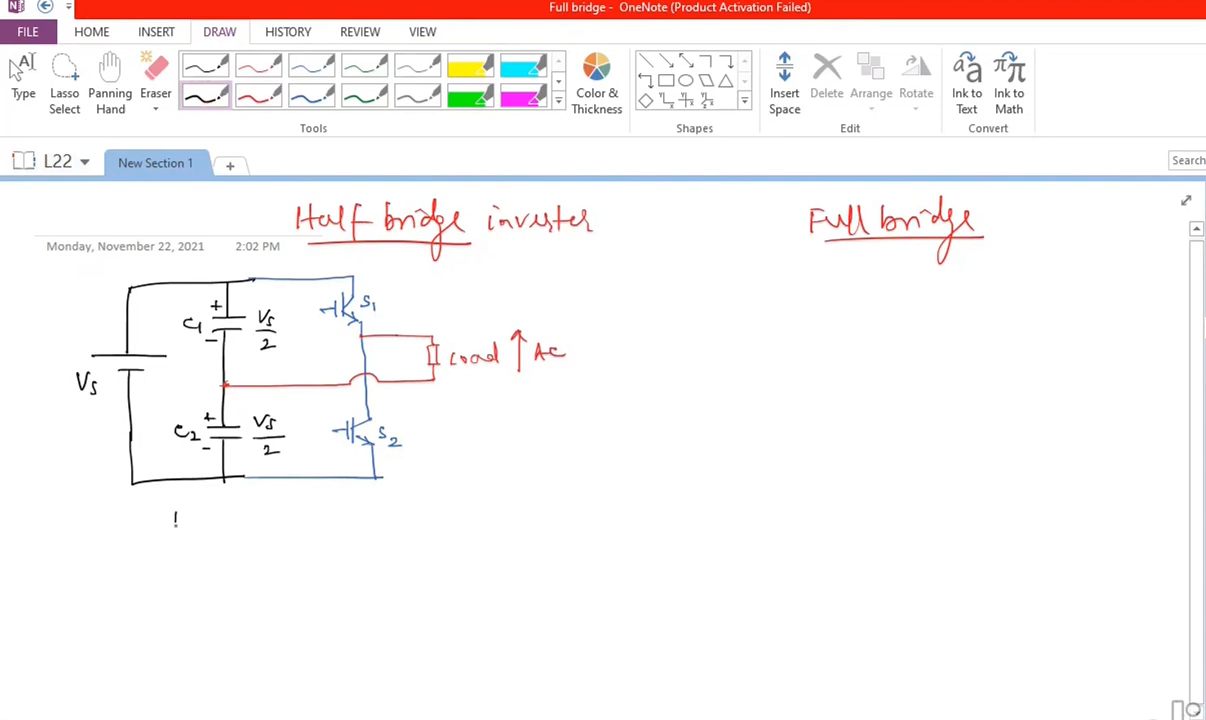 Full bridge - OneNote (Product Activation Failed)
FILE HOME INSERT DRAW HISTORY REVIEW VIEW
Type
Lasso Select
Panning Hand
Eraser
Color & Thickness
Insert Space
Delete
Arrange
Rotate
Ink to Text
Ink to Math
Tools
Shapes
Edit
Convert
L22
New Section 1
Search
Half bridge inverter
Full bridge
Monday, November 22, 2021 2:02 PM
+
C1
-
Vs/2
S1
Load ↑ AC
Vs
+
C2
-
Vs/2
S2